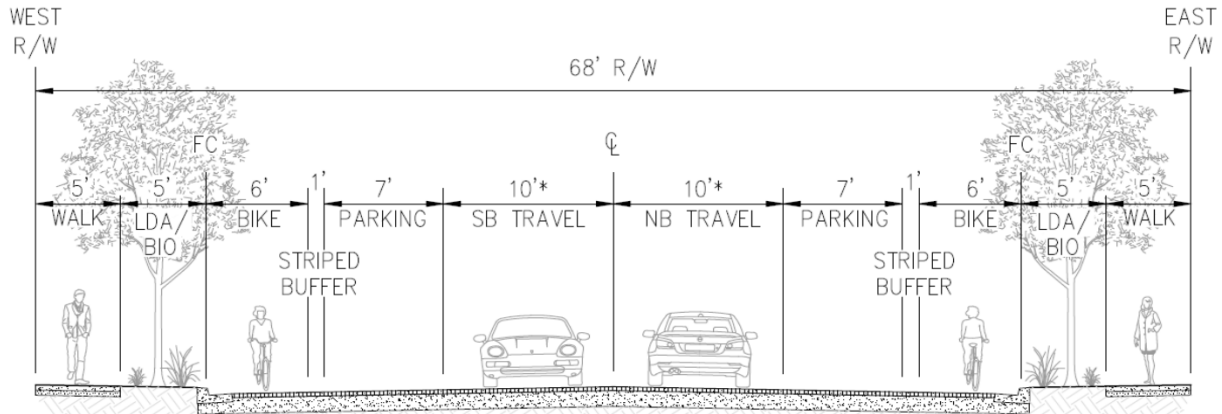 WEST
R/W
EAST
R/W
68' R/W
FC
℄
FC
5'
5'
6'
1'
7'
10'*
10'*
7'
1'
6'
5'
5'
WALK
LDA/
BIO
BIKE
PARKING
SB TRAVEL
NB TRAVEL
PARKING
BIKE
LDA/
BIO
WALK
STRIPED
BUFFER
STRIPED
BUFFER